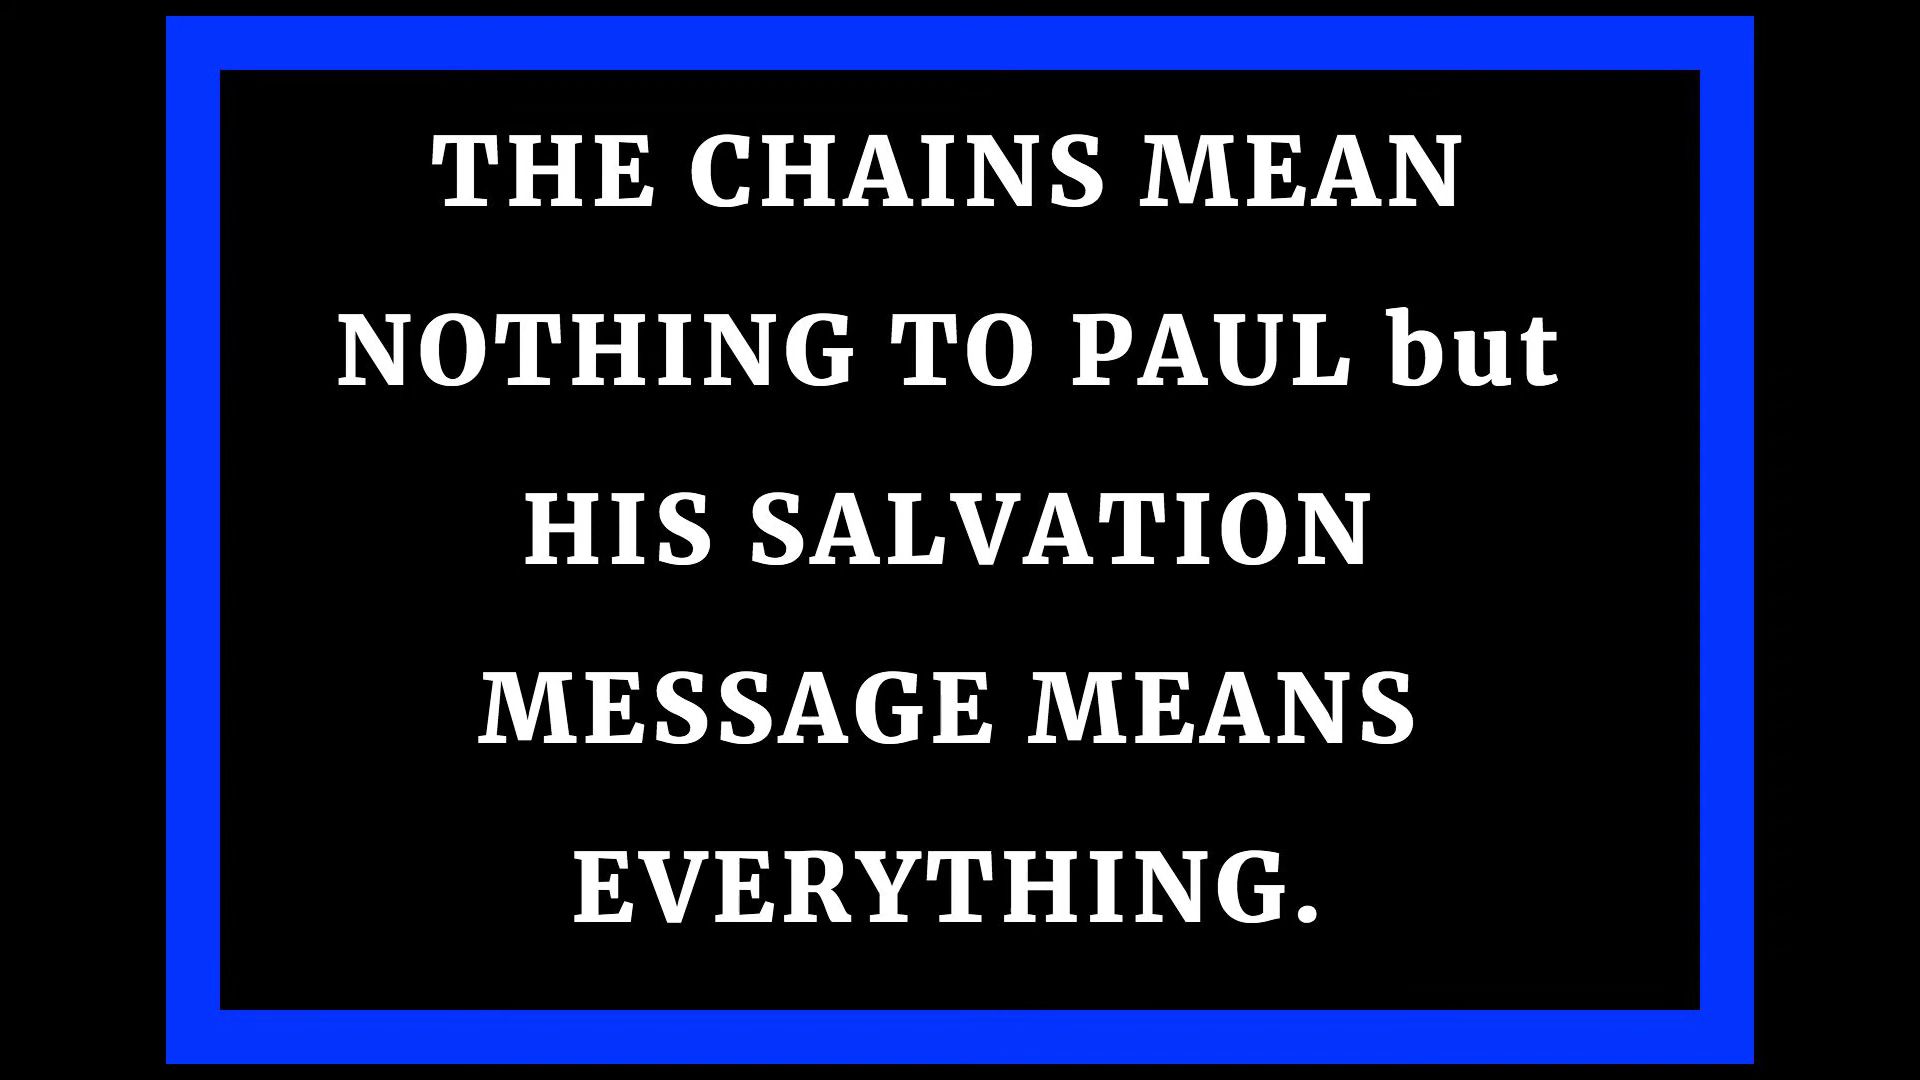 THE CHAINS MEAN
NOTHING TO PAUL but
HIS SALVATION
MESSAGE MEANS
EVERYTHING.